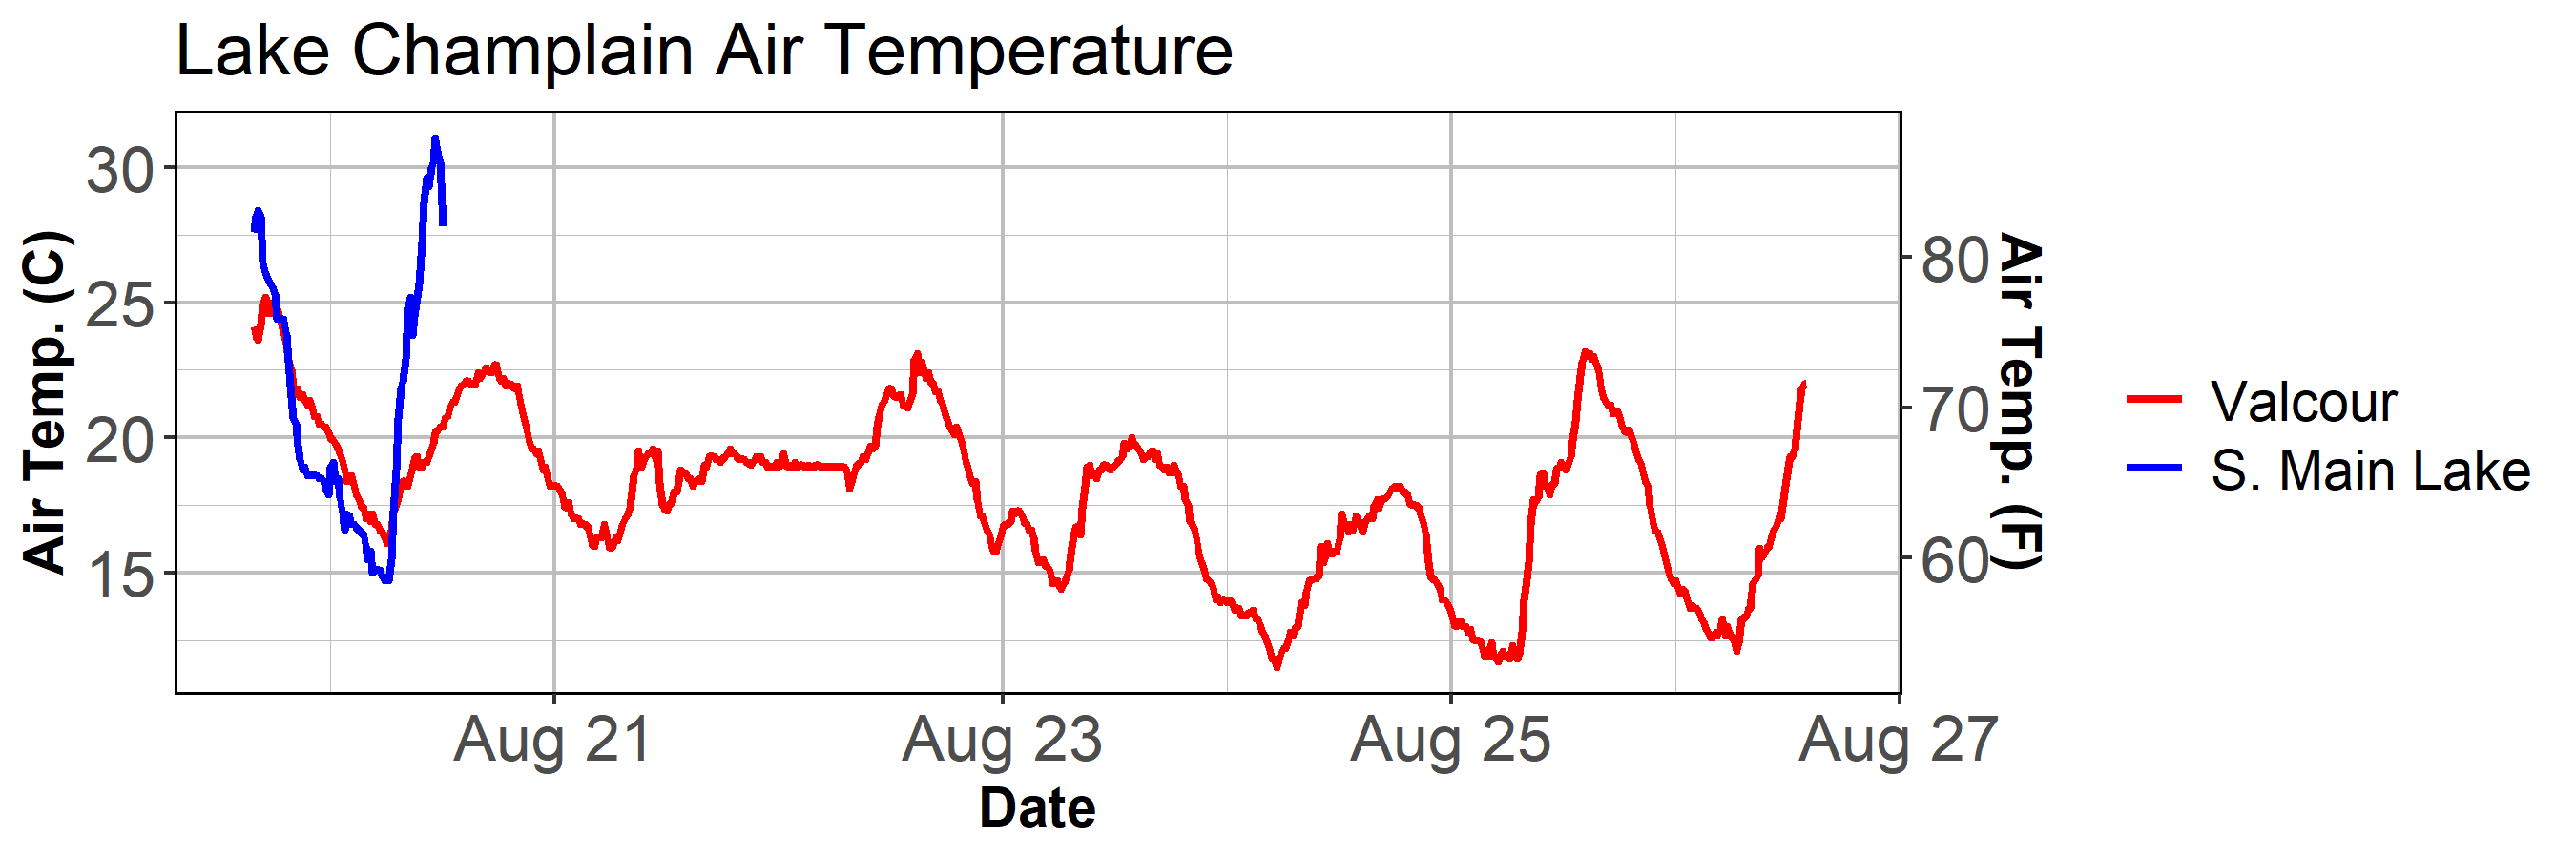 Lake Champlain Air Temperature
Air Temp. (C)
30
25
20
15
80
70
60
Air Temp. (F)
Aug 21
Aug 23
Aug 25
Aug 27
Date
Valcour
S. Main Lake